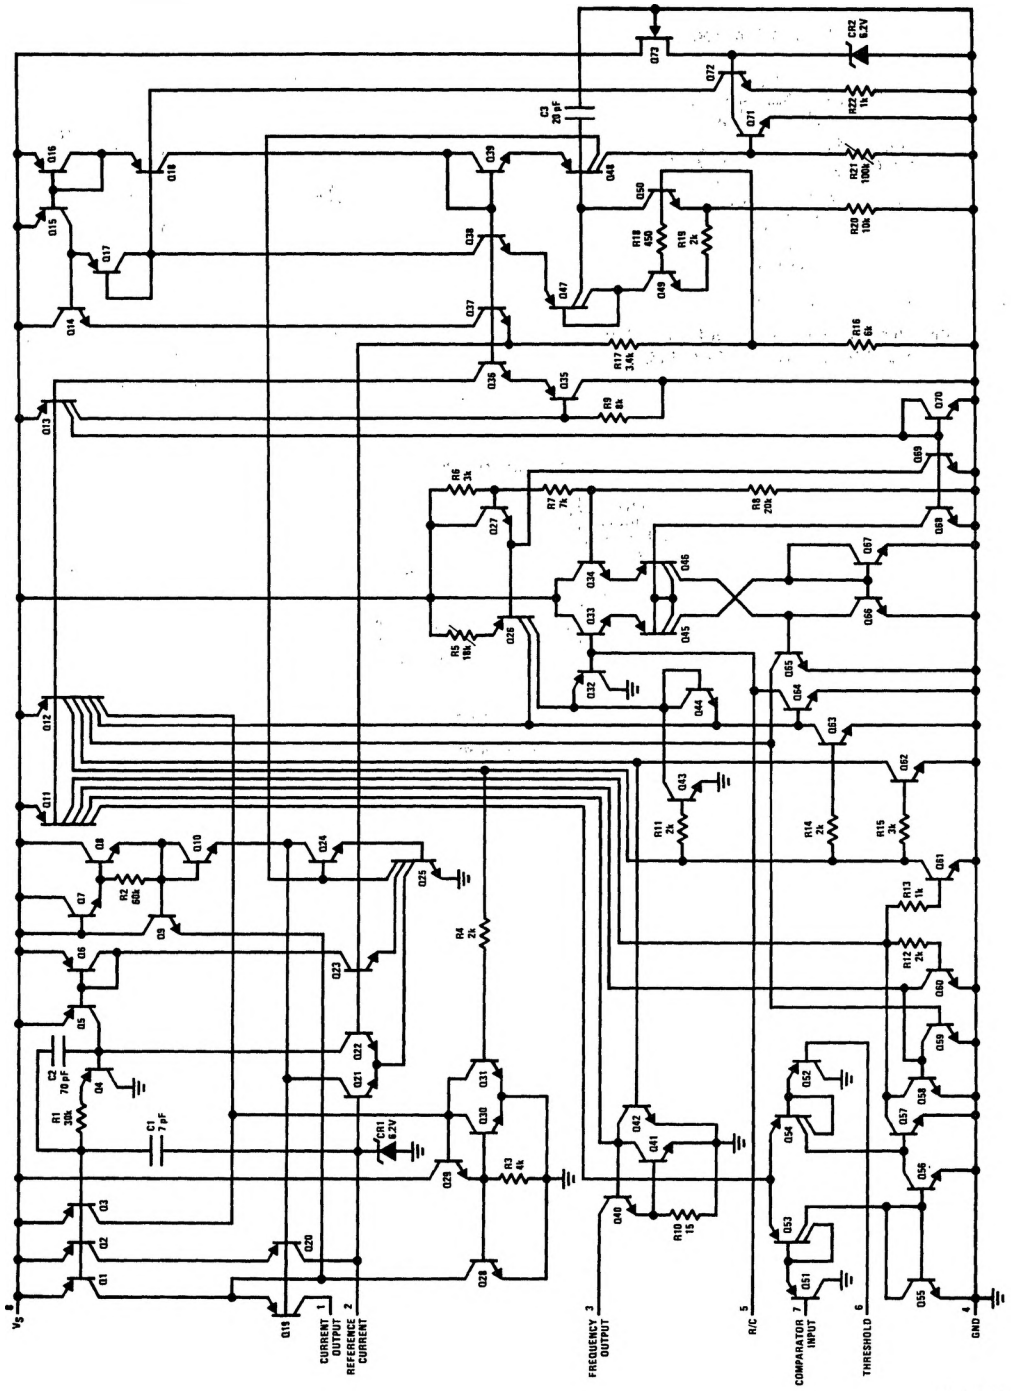 8
VS
Q1
Q2
Q3
R1
30k
C2
70 pF
Q4
Q5
Q6
Q7
Q8
R2
60k
Q9
Q10
Q11
Q12
Q13
Q14
Q15
Q16
Q17
Q18
C1
7 pF
Q19
Q20
CURRENT
OUTPUT
1
REFERENCE
CURRENT
2
CR1
6.2V
Q21
Q22
Q23
Q24
Q25
Q28
Q29
R3
4k
Q30
Q31
R4
2k
R5
18k
Q26
Q27
R6
3k
R7
7k
R8
20k
Q32
Q33
Q34
R9
8k
Q35
Q36
Q37
Q38
Q39
FREQUENCY
OUTPUT
3
Q40
R10
15
Q41
Q42
R11
2k
Q43
Q44
Q45
Q46
R17
3.4k
R16
6k
Q47
Q48
Q49
R18
450
R19
2k
Q50
R20
10k
C3
20 pF
R21
100k
Q71
Q72
R22
1k
Q73
CR2
6.2V
R/C
5
COMPARATOR
INPUT
7
THRESHOLD
6
Q51
Q53
Q54
Q52
Q55
Q56
Q57
Q58
Q59
R12
2k
Q60
R13
1k
Q61
R14
2k
R15
3k
Q62
Q63
Q64
Q65
Q66
Q67
Q68
Q69
Q70
GND
4